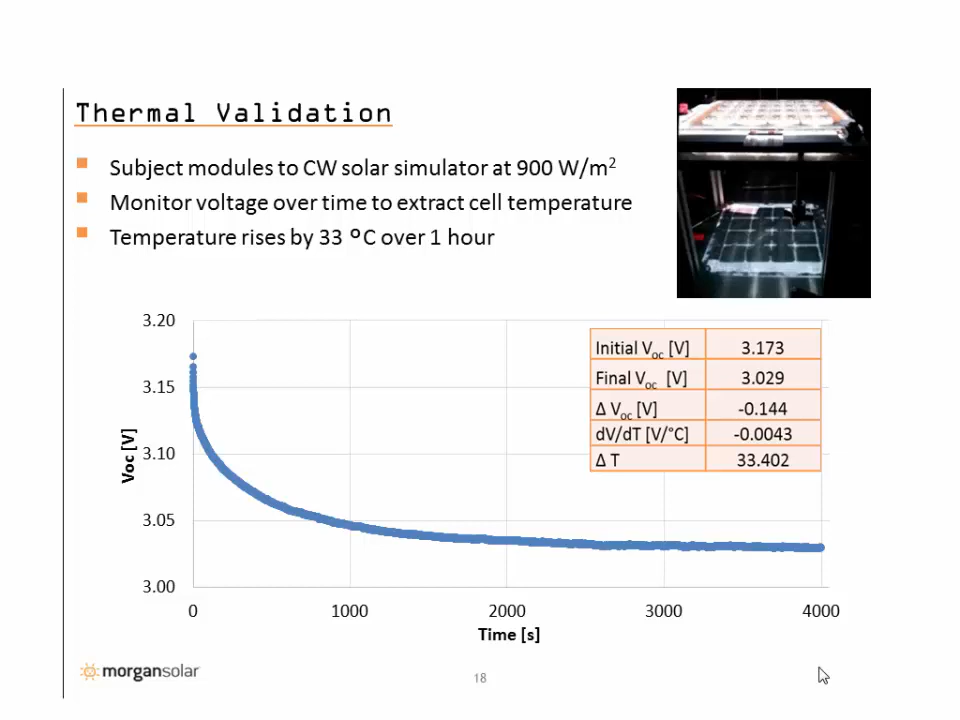 Thermal Validation
Subject modules to CW solar simulator at 900 W/m²
Monitor voltage over time to extract cell temperature
Temperature rises by 33 ºC over 1 hour
3.20
3.15
3.10
3.05
3.00
Voc [V]
0 1000 2000 3000 4000
Time [s]
Initial Voc [V] 3.173
Final Voc [V] 3.029
Δ Voc [V] -0.144
dV/dT [V/°C] -0.0043
Δ T 33.402
morgansolar
18